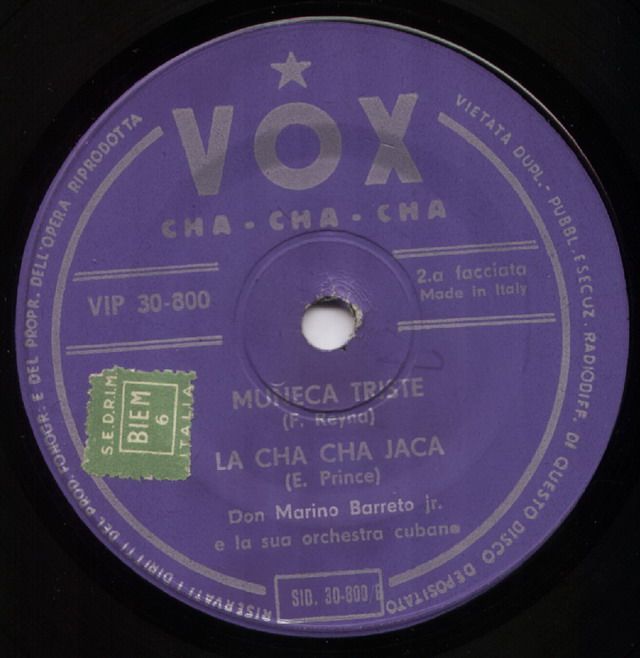 VOX
CHA - CHA - CHA
VIP 30-800
2.a facciata
Made in Italy
S.E.D.R.I.M.
BIEM
6
ITALIA
MUÑECA TRISTE
(F. Reyna)
LA CHA CHA JACA
(E. Prince)
Don Marino Barreto jr.
e la sua orchestra cubana
SID. 30-800/B
RISERVATI I DIRITTI DEL PROD. FONOGR. E DEL PROPR. DELL'OPERA RIPRODOTTA
VIETATA DUPL.- PUBBL. ESECUZ. RADIODIFF. DI QUESTO DISCO DEPOSITATO